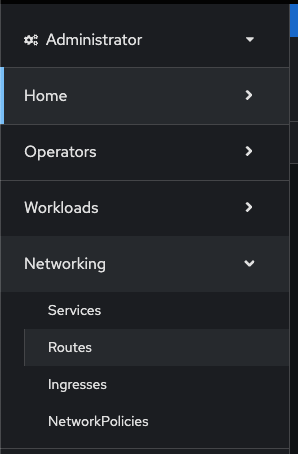 Administrator
Home
Operators
Workloads
Networking
Services
Routes
Ingresses
NetworkPolicies